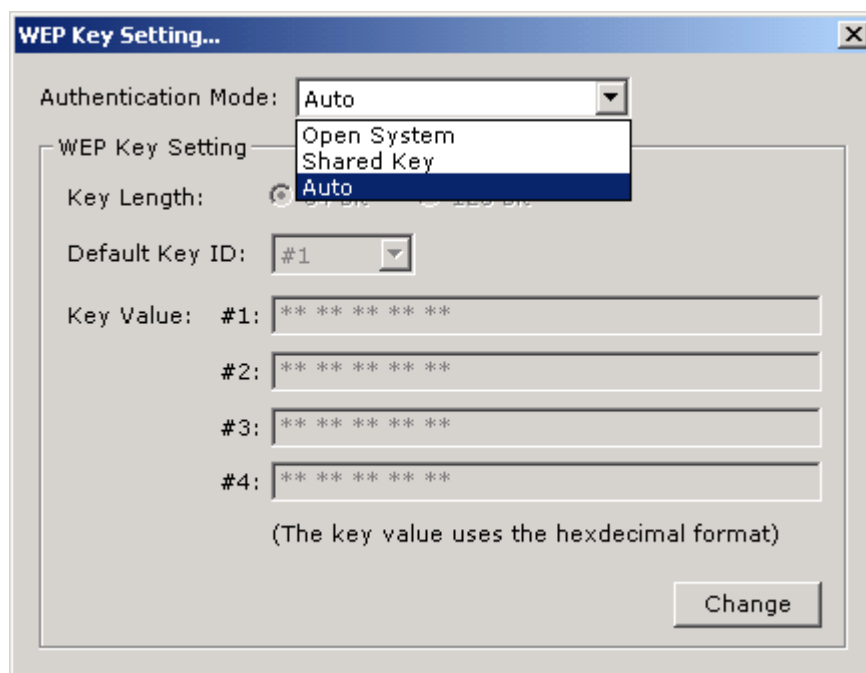 WEP Key Setting...
Authentication Mode: Auto
Open System
Shared Key
Auto
WEP Key Setting
Key Length:
Default Key ID: #1
Key Value: #1: ** ** ** ** **
#2: ** ** ** ** **
#3: ** ** ** ** **
#4: ** ** ** ** **
(The key value uses the hexdecimal format)
Change